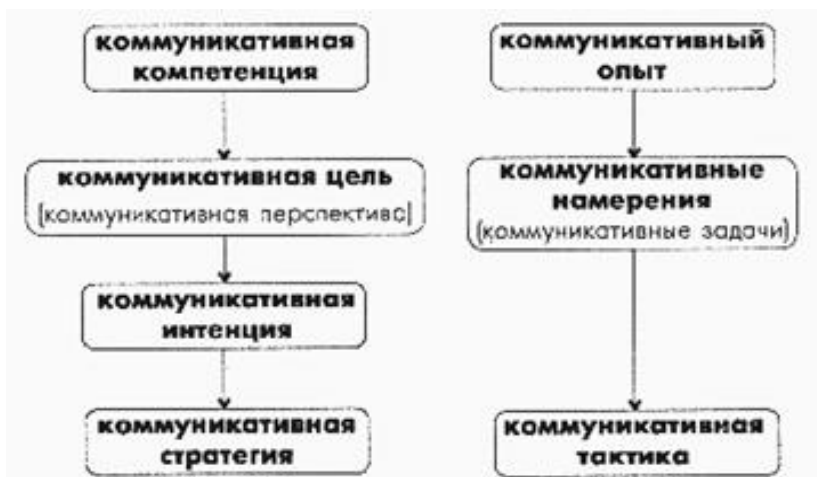 коммуникативная
компетенция
коммуникативная цель
(коммуникативная перспектива)
коммуникативная
интенция
коммуникативная
стратегия
коммуникативный
опыт
коммуникативные
намерения
(коммуникативные задачи)
коммуникативная
тактика